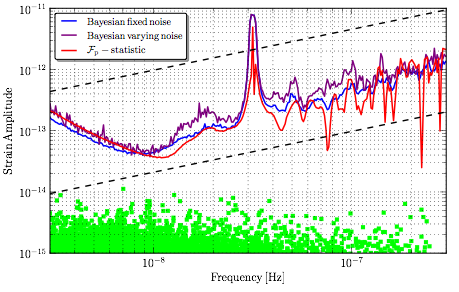 10⁻¹¹
10⁻¹²
10⁻¹³
10⁻¹⁴
10⁻¹⁵
Strain Amplitude
Bayesian fixed noise
Bayesian varying noise
ℱₚ − statistic
10⁻⁸
10⁻⁷
Frequency [Hz]